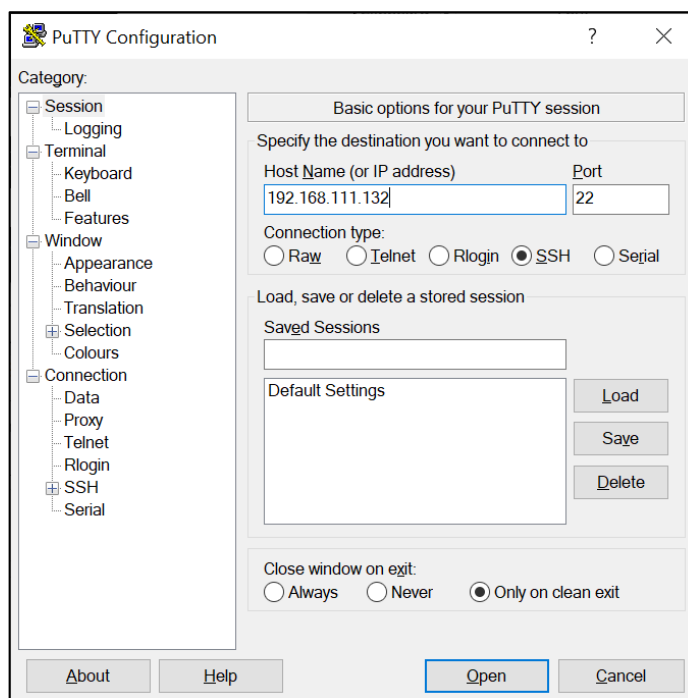 PuTTY Configuration
?
Category:
Session
Logging
Terminal
Keyboard
Bell
Features
Window
Appearance
Behaviour
Translation
Selection
Colours
Connection
Data
Proxy
Telnet
Rlogin
SSH
Serial
Basic options for your PuTTY session
Specify the destination you want to connect to
Host Name (or IP address) Port
192.168.111.132 22
Connection type:
Raw Telnet Rlogin SSH Serial
Load, save or delete a stored session
Saved Sessions
Default Settings
Load
Save
Delete
Close window on exit:
Always Never Only on clean exit
About Help Open Cancel